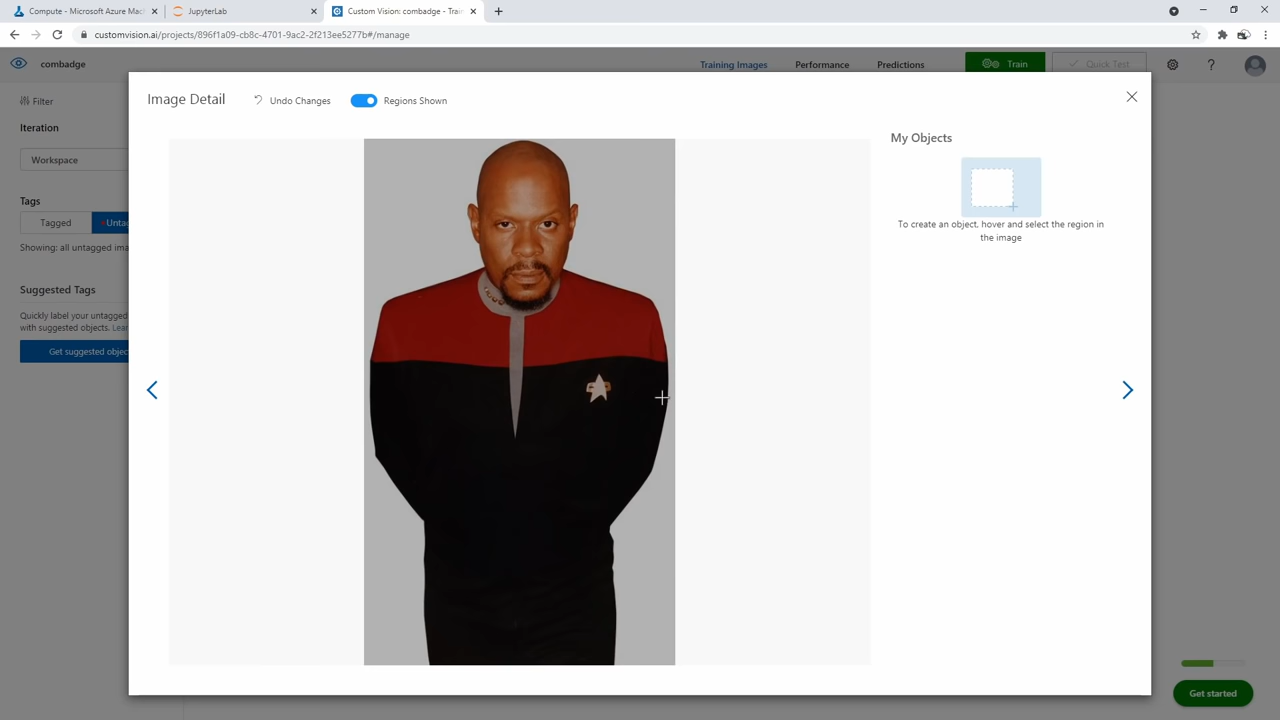 Compute - Microsoft Azure Mac
JupyterLab
Custom Vision: combadge - Train
customvision.ai/projects/896f1a09-cb8c-4701-9ac2-2f213ee5277b#/manage
combadge
Training Images
Performance
Predictions
Train
Quick Test
?
Filter
Iteration
Workspace
Tags
Tagged
Unta
Showing: all untagged ima
Suggested Tags
Quickly label your untagged
with suggested objects. Lear
Get suggested objec
Image Detail
Undo Changes
Regions Shown
My Objects
To create an object, hover and select the region in
the image
Get started